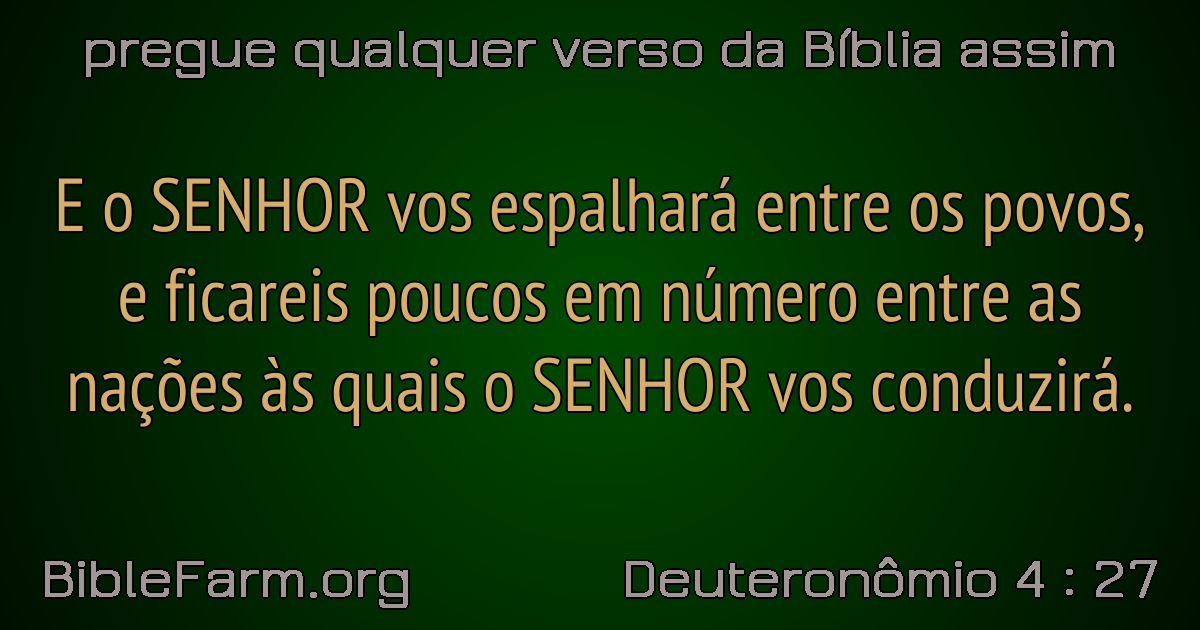 pregue qualquer verso da Bíblia assim
E o SENHOR vos espalhará entre os povos,
e ficareis poucos em número entre as
nações às quais o SENHOR vos conduzirá.
BibleFarm.org
Deuteronômio 4 : 27